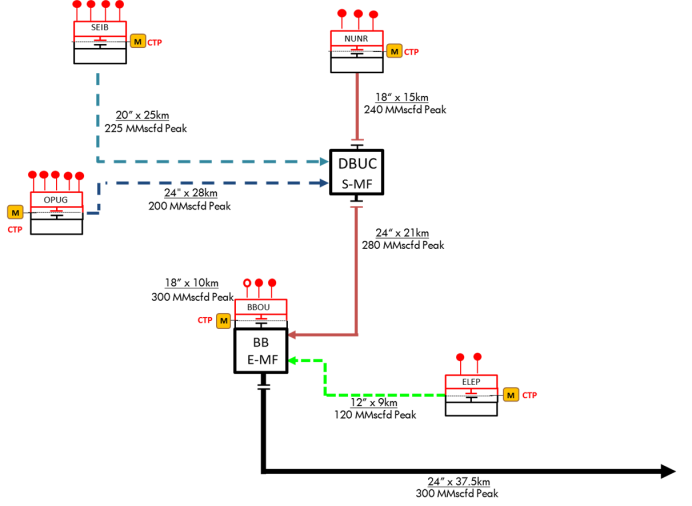 SEIB
M CTP
20" x 25km
225 MMscfd Peak
NUNR
M CTP
18" x 15km
240 MMscfd Peak
DBUC
S-MF
OPUG
M
CTP
24" x 28km
200 MMscfd Peak
24" x 21km
280 MMscfd Peak
18" x 10km
300 MMscfd Peak
BBOU
CTP M
BB
E-MF
ELEP
M CTP
12" x 9km
120 MMscfd Peak
24" x 37.5km
300 MMscfd Peak